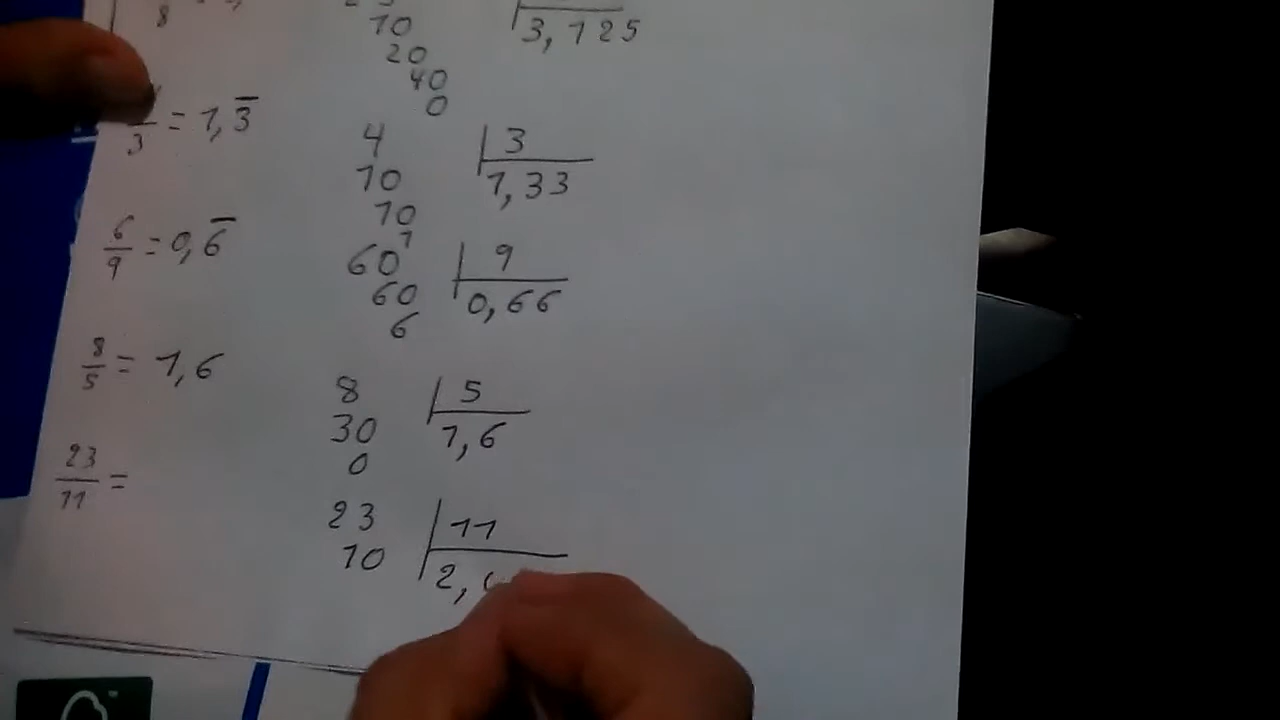 8
10
20
40
0
3,125
3 = 1,3̅
4 | 3
10 1,33
10
1
6/9 = 0,6̅
60 | 9
60 0,66
6
8/5 = 1,6
8 | 5
30 1,6
0
23/11 =
23 | 11
10 2,